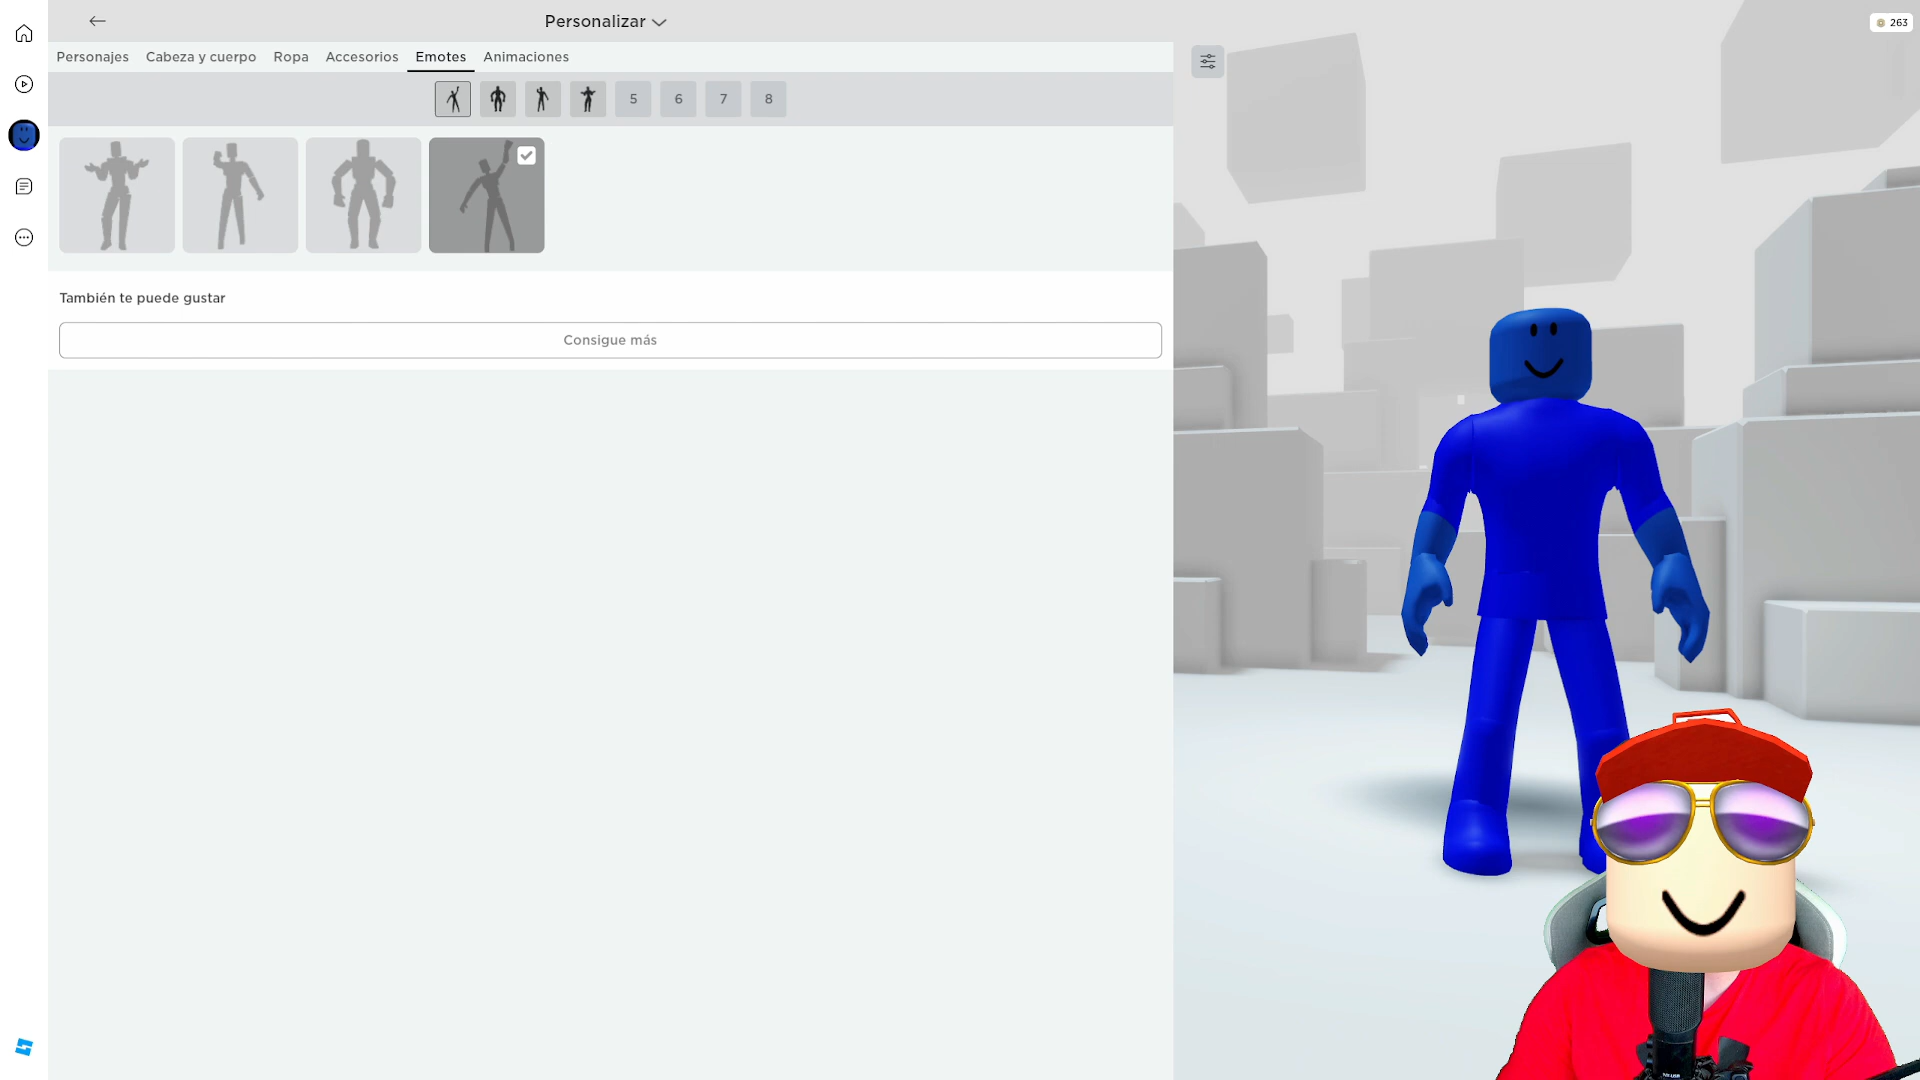 Personalizar
263
Personajes
Cabeza y cuerpo
Ropa
Accesorios
Emotes
Animaciones
5
6
7
8
También te puede gustar
Consigue más